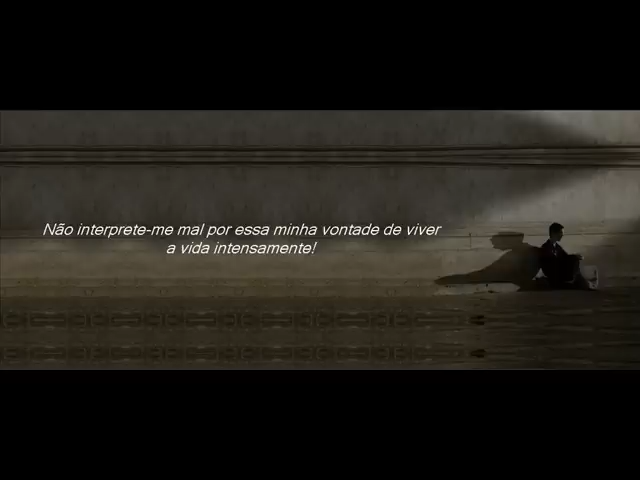 Não interprete-me mal por essa minha vontade de viver
a vida intensamente!